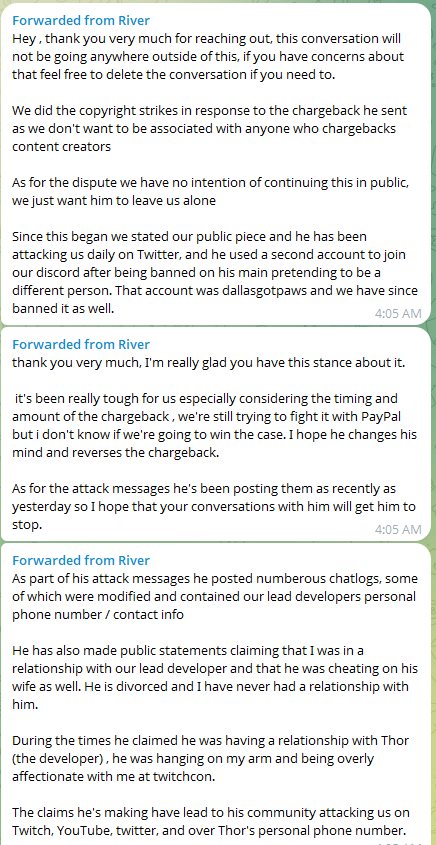 Forwarded from River
Hey , thank you very much for reaching out, this conversation will
not be going anywhere outside of this, if you have concerns about
that feel free to delete the conversation if you need to.
We did the copyright strikes in response to the chargeback he sent
as we don't want to be associated with anyone who chargebacks
content creators
As for the dispute we have no intention of continuing this in public,
we just want him to leave us alone
Since this began we stated our public piece and he has been
attacking us daily on Twitter, and he used a second account to join
our discord after being banned on his main pretending to be a
different person. That account was dallasgotpaws and we have since
banned it as well.
4:05 AM
Forwarded from River
thank you very much, I'm really glad you have this stance about it.
it's been really tough for us especially considering the timing and
amount of the chargeback , we're still trying to fight it with PayPal
but i don't know if we're going to win the case. I hope he changes his
mind and reverses the chargeback.
As for the attack messages he's been posting them as recently as
yesterday so I hope that your conversations with him will get him to
stop.
4:05 AM
Forwarded from River
As part of his attack messages he posted numberous chatlogs, some
of which were modified and contained our lead developers personal
phone number / contact info
He has also made public statements claiming that I was in a
relationship with our lead developer and that he was cheating on his
wife as well. He is divorced and I have never had a relationship with
him.
During the times he claimed he was having a relationship with Thor
(the developer) , he was hanging on my arm and being overly
affectionate with me at twitchcon.
The claims he's making have lead to his community attacking us on
Twitch, YouTube, twitter, and over Thor's personal phone number.